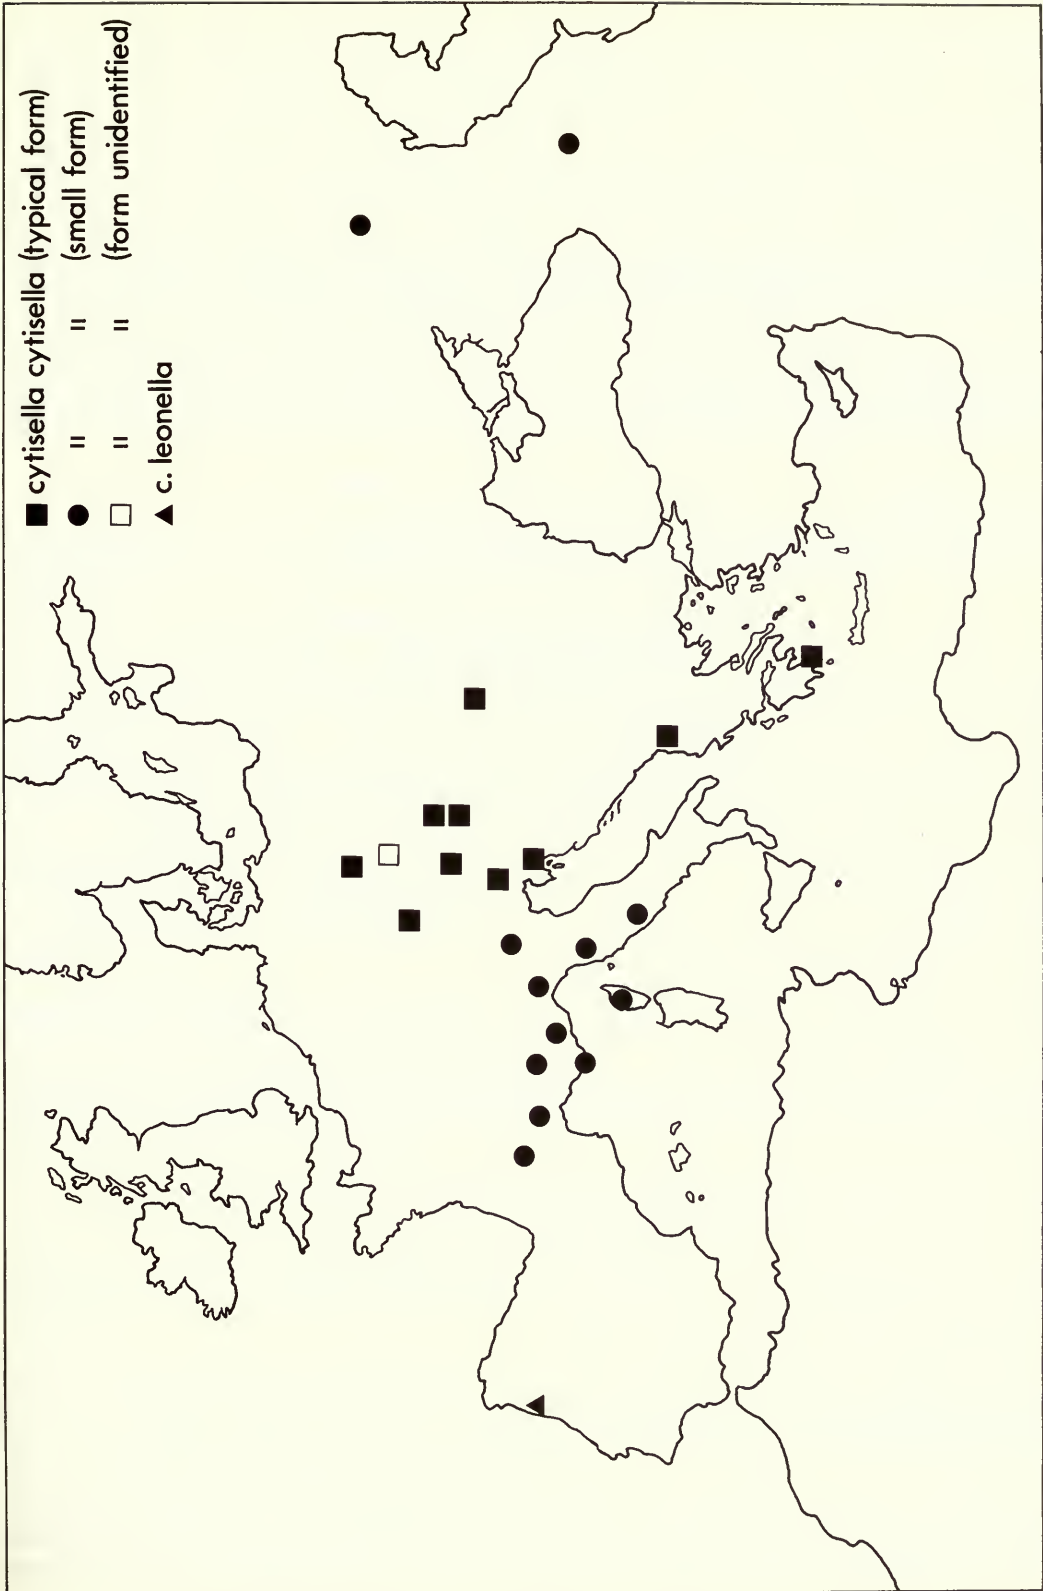 ■ cytisella cytisella (typical form)
● " " (small form)
□ " " (form unidentified)
▲ c. leonella